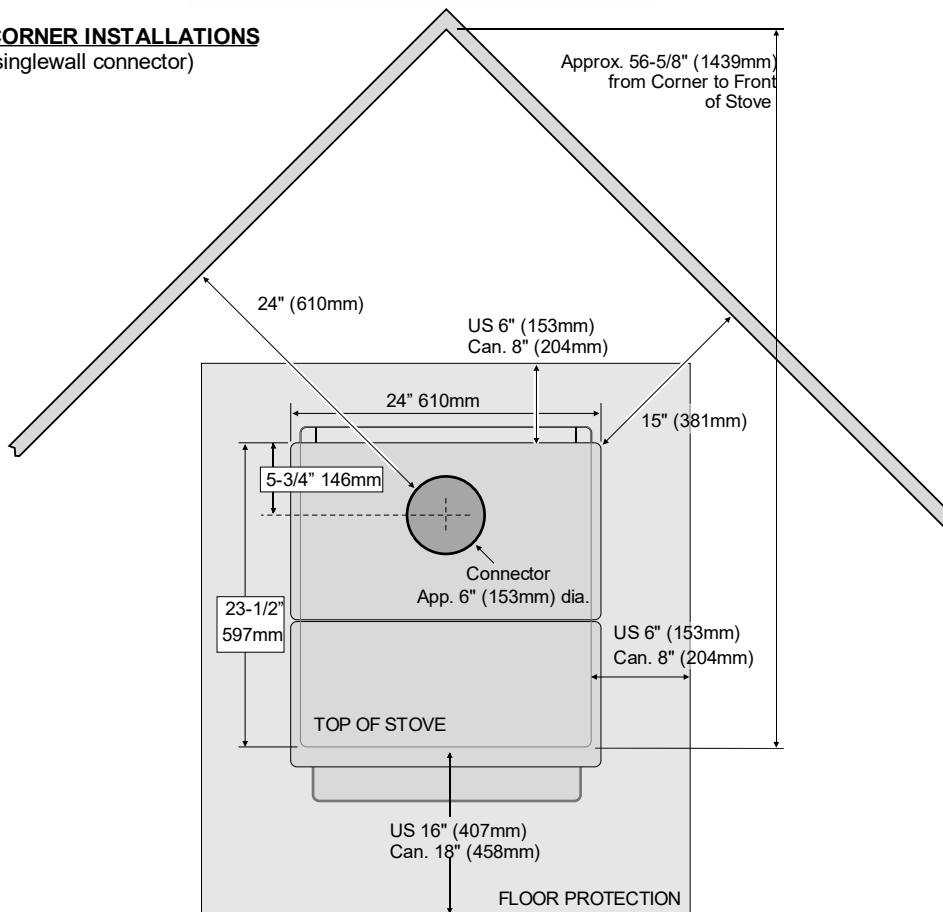 CORNER INSTALLATIONS
singlewall connector)
Approx. 56-5/8" (1439mm)
from Corner to Front
of Stove
24" (610mm)
US 6" (153mm)
Can. 8" (204mm)
24” 610mm
15" (381mm)
5-3/4” 146mm
Connector
App. 6" (153mm) dia.
23-1/2”
597mm
US 6" (153mm)
Can. 8" (204mm)
TOP OF STOVE
US 16" (407mm)
Can. 18" (458mm)
FLOOR PROTECTION